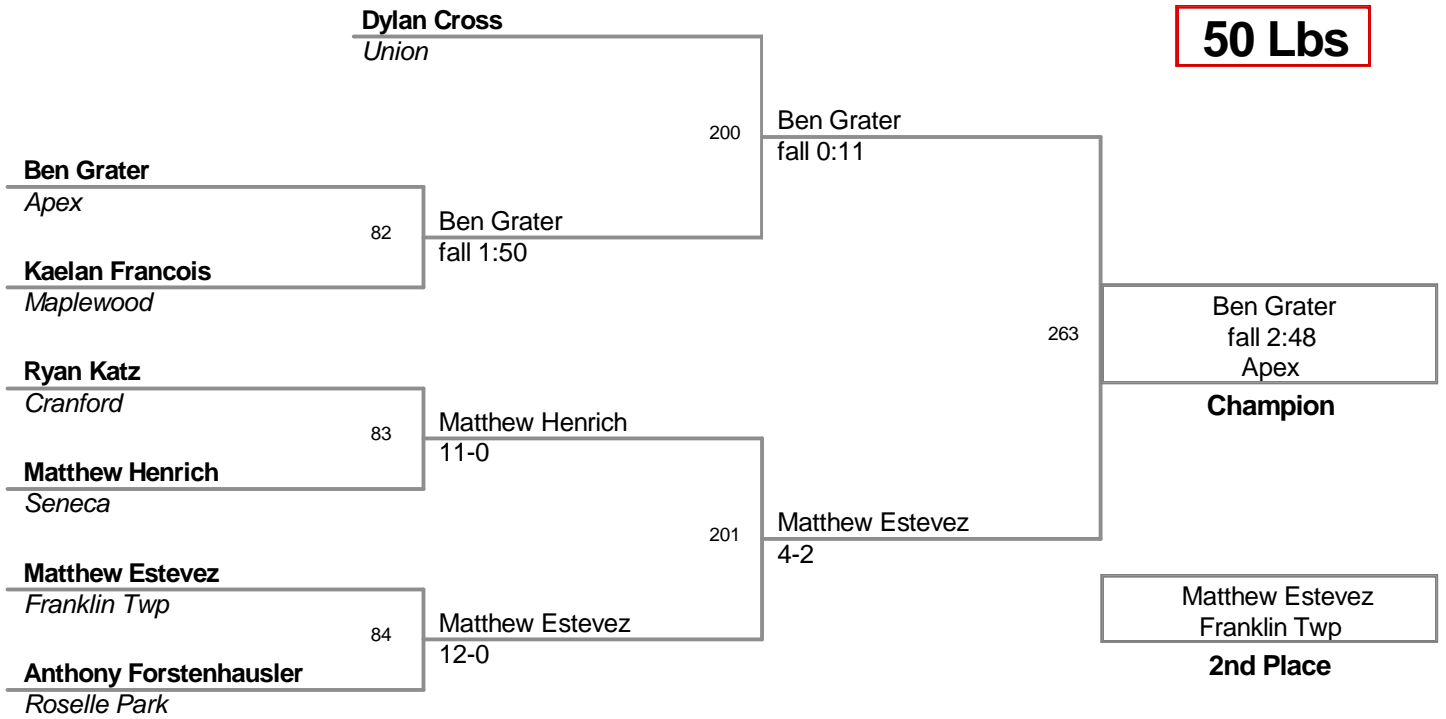 Dylan Cross
Union
50 Lbs
200
Ben Grater
fall 0:11
Ben Grater
Apex
82
Ben Grater
fall 1:50
Kaelan Francois
Maplewood
263
Ben Grater
fall 2:48
Apex
Champion
Ryan Katz
Cranford
83
Matthew Henrich
11-0
Matthew Henrich
Seneca
201
Matthew Estevez
4-2
Matthew Estevez
Franklin Twp
84
Matthew Estevez
12-0
Anthony Forstenhausler
Roselle Park
Matthew Estevez
Franklin Twp
2nd Place